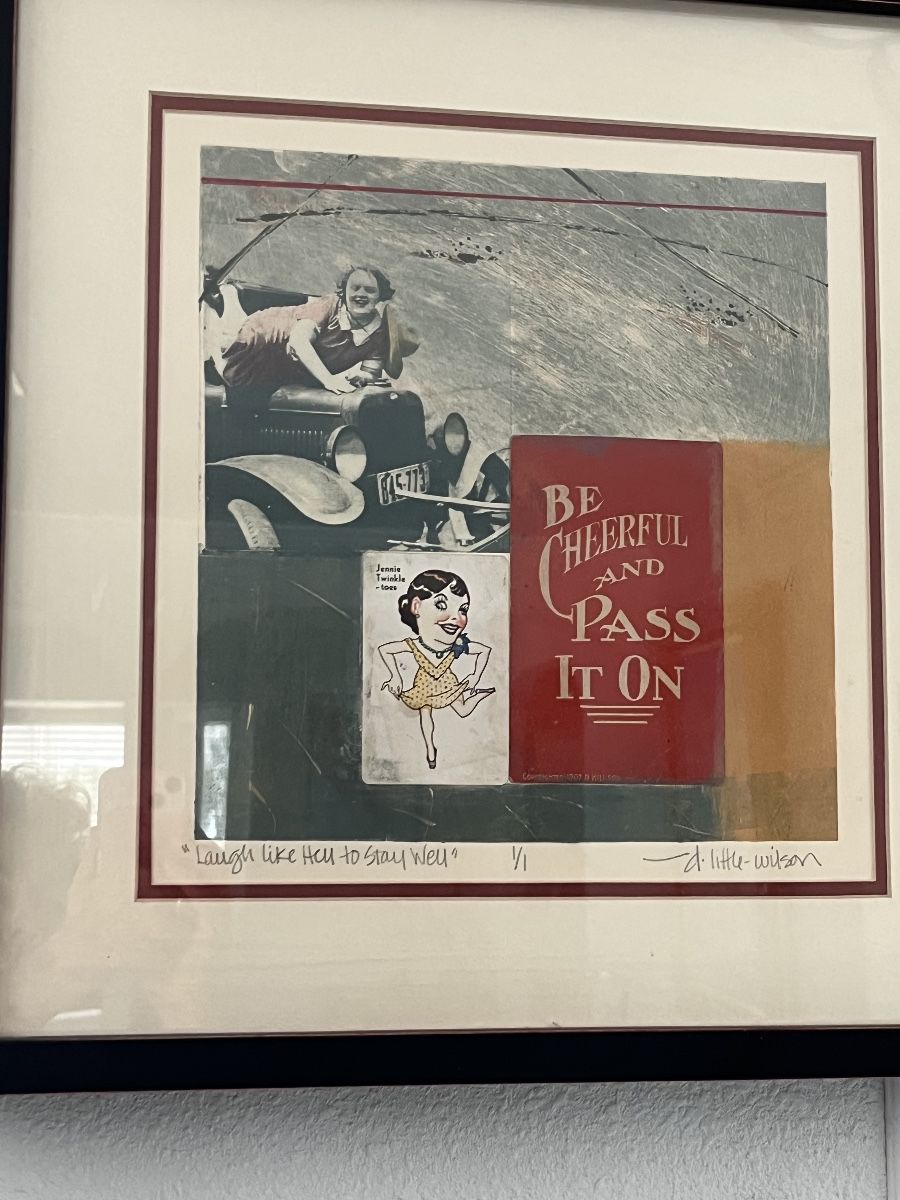 845-773
Jennie
Twinkle
-toes
BE
CHEERFUL
AND
PASS
IT ON
"Laugh like Hell to Stay Well"
1/1
d. little-wilson